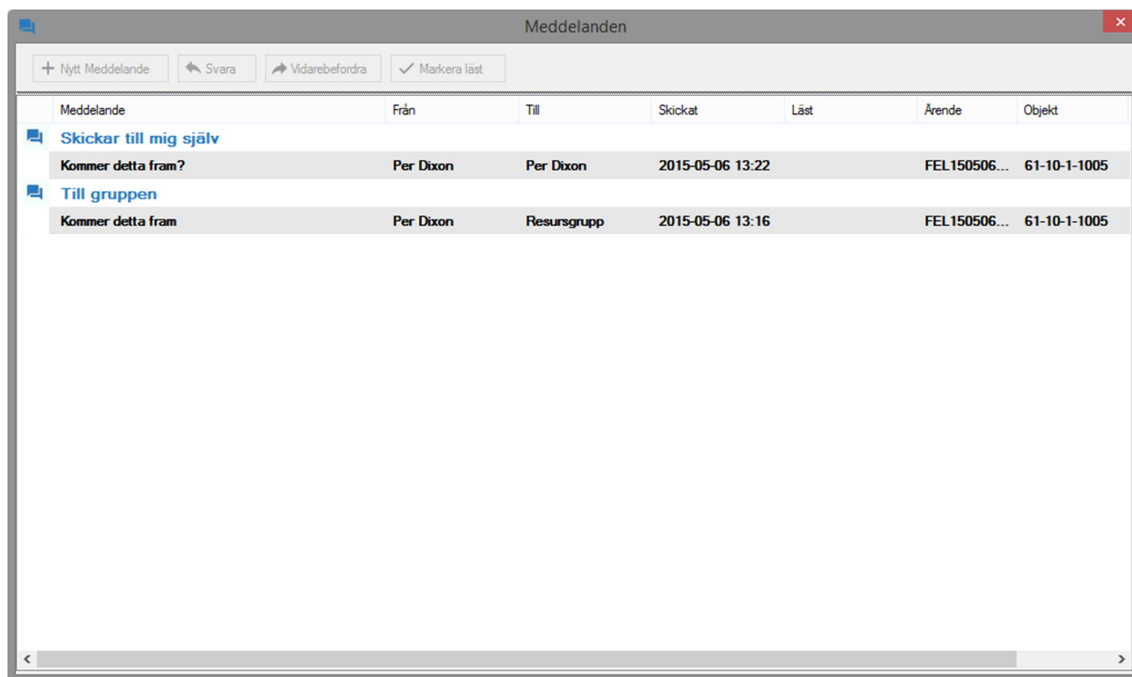 Meddelanden
Nytt Meddelande Svara Vidarebefordra Markera läst
Meddelande Från Till Skickat Läst Ärende Objekt
Skickar till mig själv
Kommer detta fram? Per Dixon Per Dixon 2015-05-06 13:22 FEL150506... 61-10-1-1005
Till gruppen
Kommer detta fram Per Dixon Resursgrupp 2015-05-06 13:16 FEL150506... 61-10-1-1005